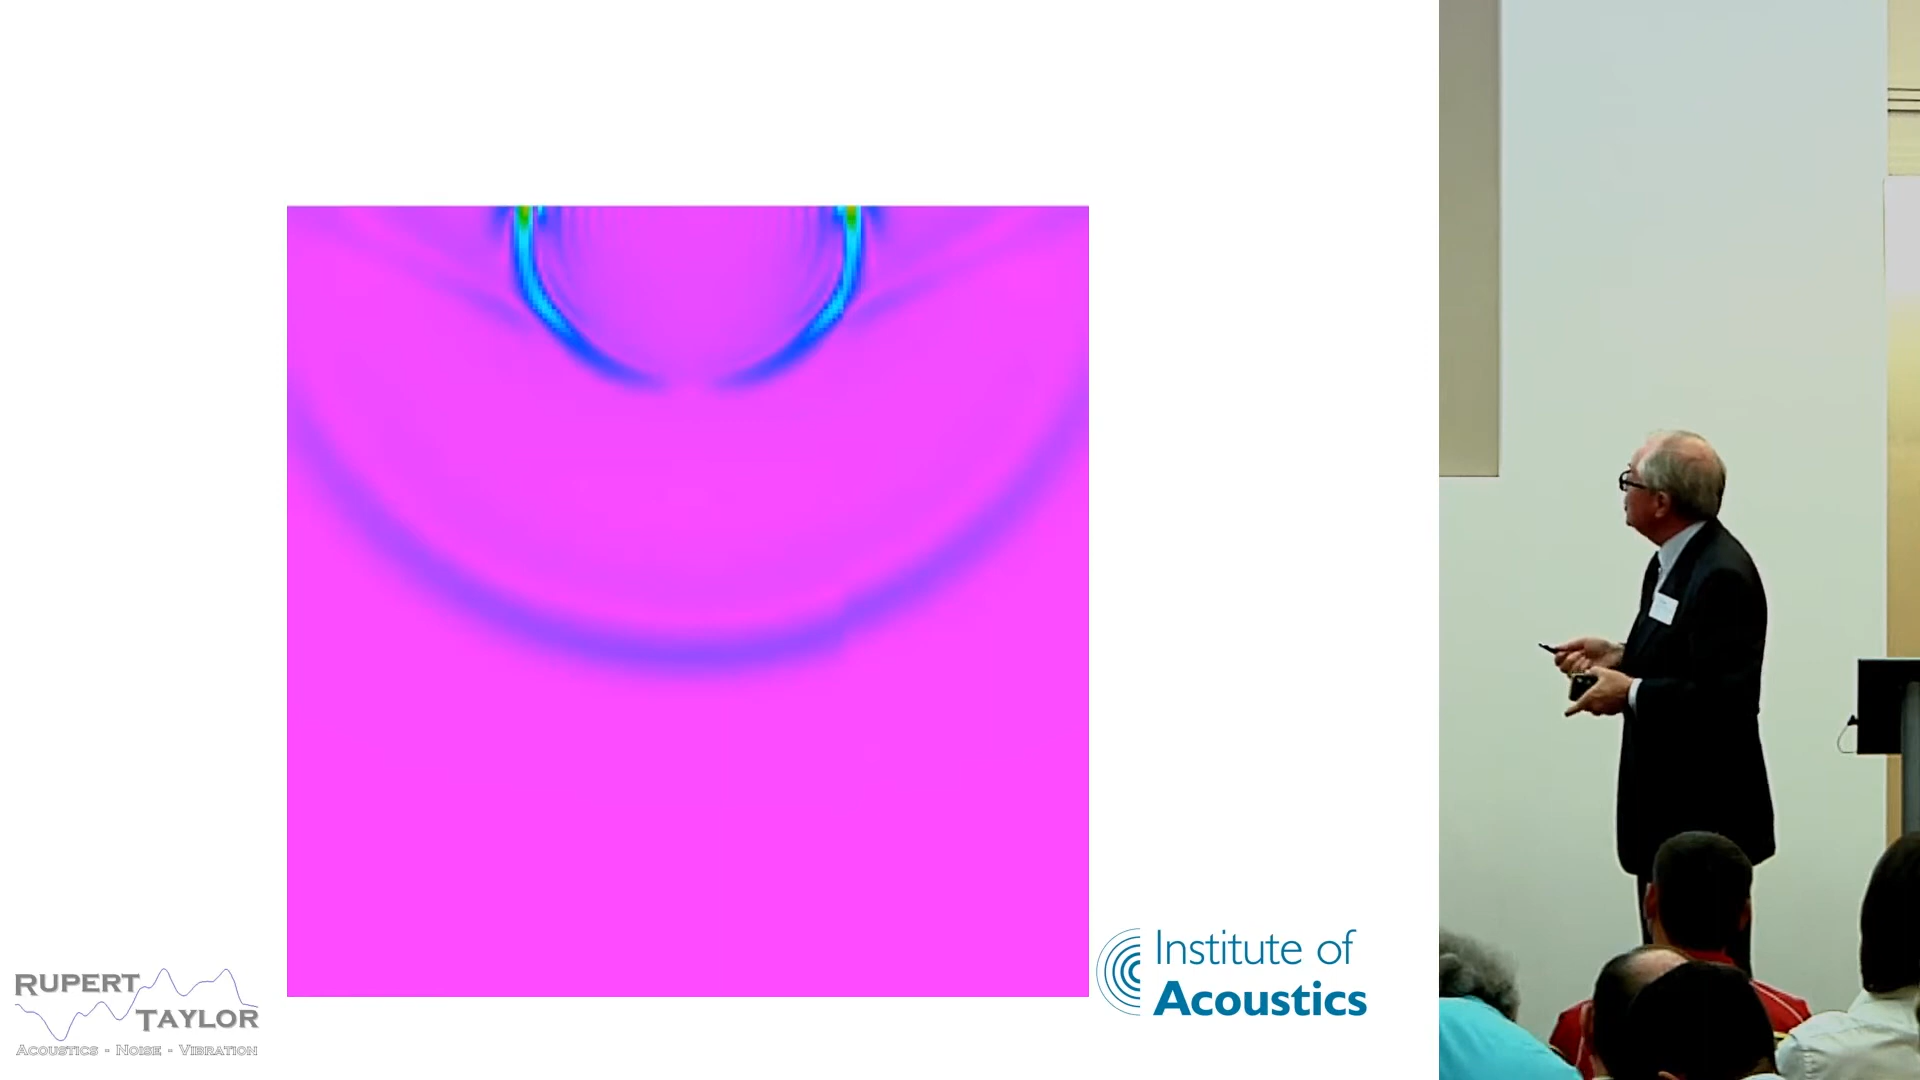 RUPERT
TAYLOR
ACOUSTICS - NOISE - VIBRATION
Institute of
Acoustics